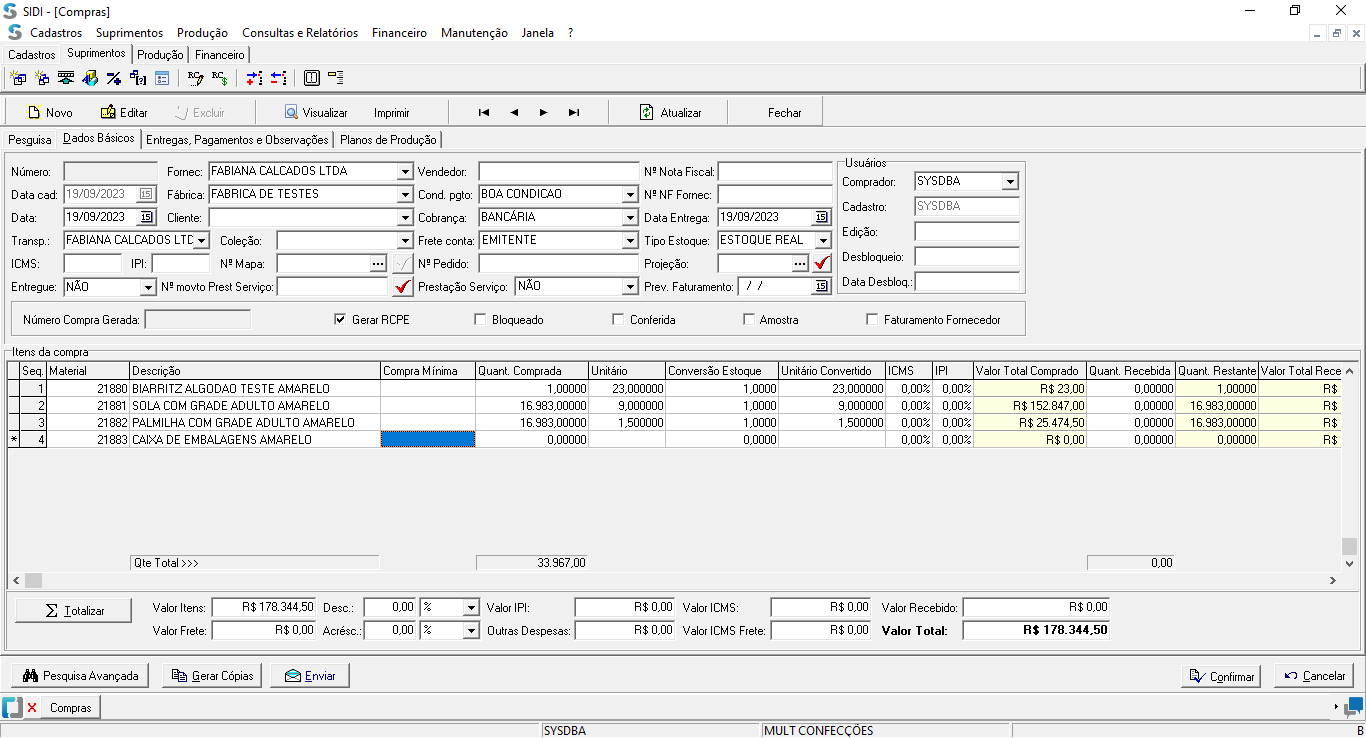 SIDI - [Compras]
Cadastros Suprimentos Produção Consultas e Relatórios Financeiro Manutenção Janela ?
Cadastros Suprimentos Produção Financeiro
Novo Editar Excluir Visualizar Imprimir Atualizar Fechar
Pesquisa Dados Básicos Entregas, Pagamentos e Observações Planos de Produção
Usuários
Número: Fornec: FABIANA CALCADOS LTDA Vendedor: Nº Nota Fiscal:
Comprador: SYSDBA
Data cad: 19/09/2023 15 Fábrica: FABRICA DE TESTES Cond. pgto: BOA CONDICAO Nº NF Fornec:
Cadastro: SYSDBA
Data: 19/09/2023 15 Cliente: Cobrança: BANCÁRIA Data Entrega: 19/09/2023 15
Edição:
Transp.: FABIANA CALCADOS LTC Coleção: Frete conta: EMITENTE Tipo Estoque: ESTOQUE REAL
Desbloqueio:
ICMS: IPI: Nº Mapa: ... Nº Pedido: Projeção: ...
Data Desbloq.:
Entregue: NÃO Nº movto Prest Serviço: Prestação Serviço: NÃO Prev. Faturamento: / / 15
Número Compra Gerada: Gerar RCPE Bloqueado Conferida Amostra Faturamento Fornecedor
Itens da compra
Seq. Material Descrição Compra Mínima Quant. Comprada Unitário Conversão Estoque Unitário Convertido ICMS IPI Valor Total Comprado Quant. Recebida Quant. Restante Valor Total Rece
1 21880 BIARRITZ ALGODAO TESTE AMARELO 1,00000 23,000000 1,0000 23,000000 0,00% 0,00% R$ 23,00 0,00000 1,00000 R$
2 21881 SOLA COM GRADE ADULTO AMARELO 16.983,00000 9,000000 1,0000 9,000000 0,00% 0,00% R$ 152.847,00 0,00000 16.983,00000 R$
3 21882 PALMILHA COM GRADE ADULTO AMARELO 16.983,00000 1,500000 1,0000 1,500000 0,00% 0,00% R$ 25.474,50 0,00000 16.983,00000 R$
* 4 21883 CAIXA DE EMBALAGENS AMARELO 0,00000 0,0000 0,00% 0,00% R$ 0,00 0,00000 0,00000 R$
Qte Total >>> 33.967,00 0,00
Σ Totalizar Valor Itens: R$ 178.344,50 Desc.: 0,00 % Valor IPI: R$ 0,00 Valor ICMS: R$ 0,00 Valor Recebido: R$ 0,00
Valor Frete: R$ 0,00 Acrésc.: 0,00 % Outras Despesas: R$ 0,00 Valor ICMS Frete: R$ 0,00 Valor Total: R$ 178.344,50
Pesquisa Avançada Gerar Cópias Enviar Confirmar Cancelar
Compras
SYSDBA MULT CONFECÇÕES B